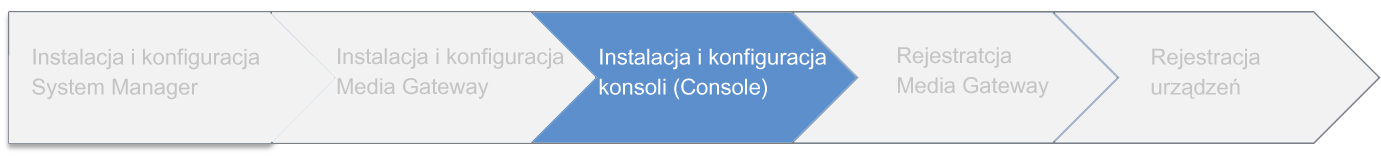 Instalacja i konfiguracja
System Manager
Instalacja i konfiguracja
Media Gateway
Instalacja i konfiguracja
konsoli (Console)
Rejestratcja
Media Gateway
Rejestracja
urządzeń